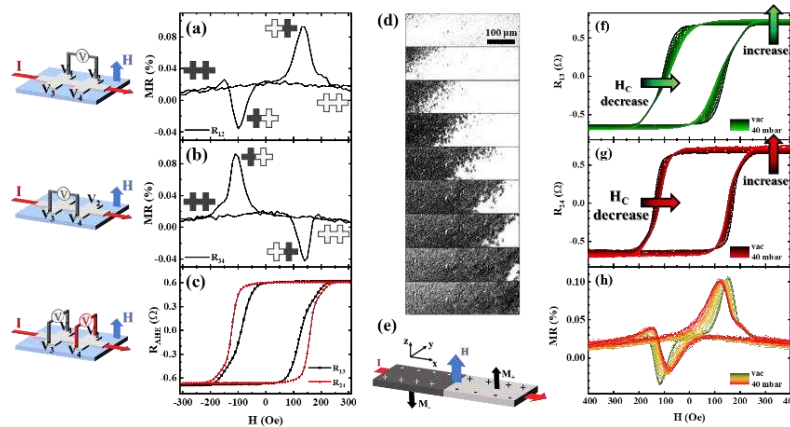 (a)
MR (%)
0.08
0.04
0.00
-0.04
R12
I
V
H
V3
V4
(b)
MR (%)
0.08
0.04
0.00
-0.04
R34
V
V2
H
I
V3
V4
(c)
RAHE (Ω)
0.6
0.3
0.0
-0.3
-0.6
R13
R24
I
V
V
H
V3
V4
-300 -200 -100 0 100 200 300
H (Oe)
(d)
100 μm
(e)
z
y
x
I
H
M+
M-
(f)
R13 (Ω)
0.5
0.0
-0.5
HC
decrease
increase
vac
40 mbar
(g)
R24 (Ω)
0.5
0.0
-0.5
HC
decrease
increase
vac
40 mbar
(h)
MR (%)
0.10
0.05
0.00
vac
40 mbar
-400 -300 -200 -100 0 100 200 300 400
H (Oe)